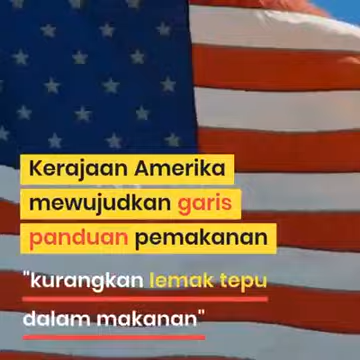 Kerajaan Amerika
mewujudkan garis
panduan pemakanan
"kurangkan lemak tepu
dalam makanan"